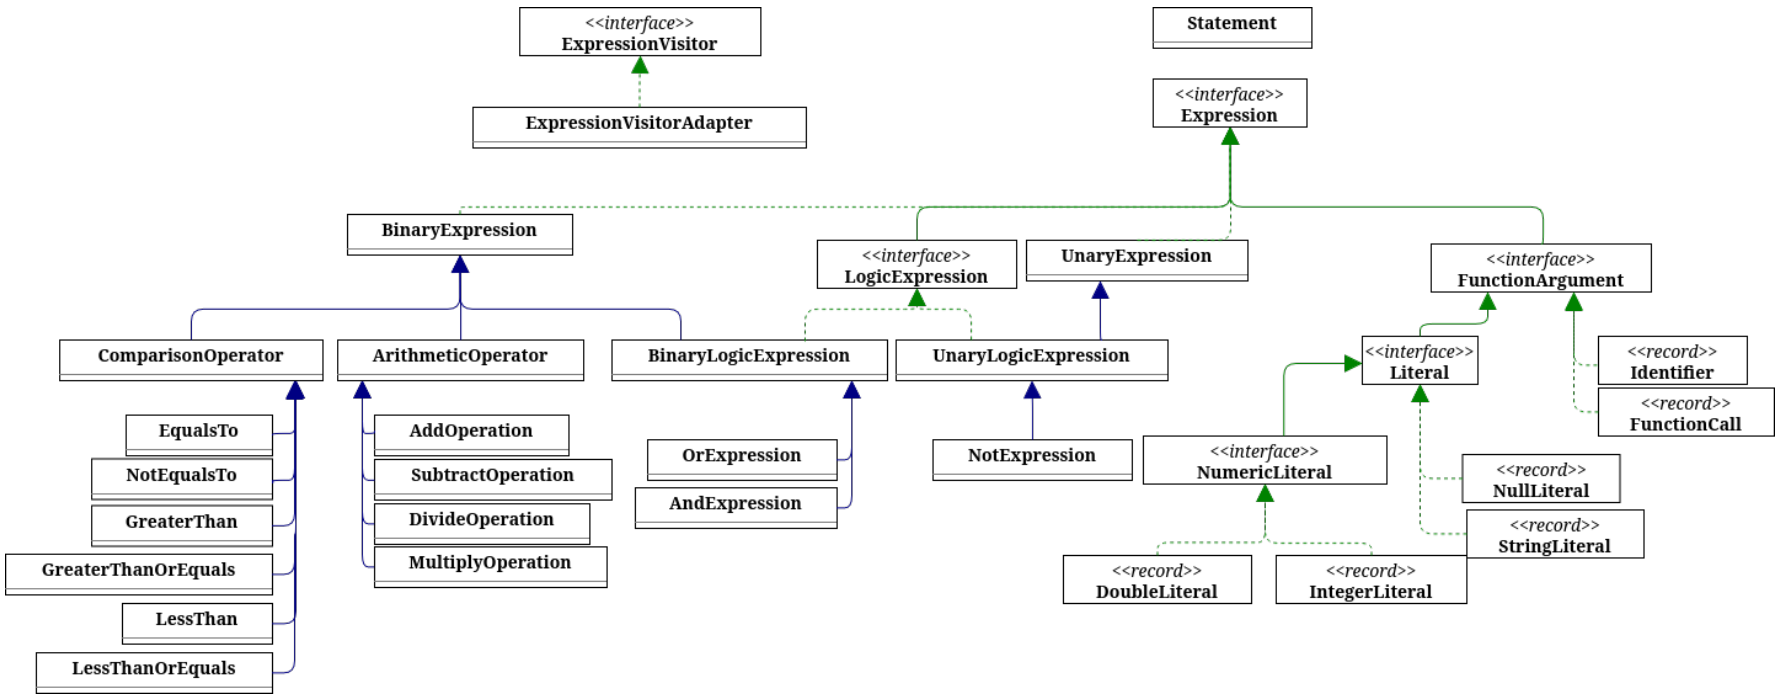 <<interface>>
ExpressionVisitor
Statement
<<interface>>
Expression
ExpressionVisitorAdapter
BinaryExpression
<<interface>>
LogicExpression
UnaryExpression
<<interface>>
FunctionArgument
ComparisonOperator
ArithmeticOperator
BinaryLogicExpression
UnaryLogicExpression
<<interface>>
Literal
<<record>>
Identifier
<<record>>
FunctionCall
EqualsTo
NotEqualsTo
GreaterThan
GreaterThanOrEquals
LessThan
LessThanOrEquals
AddOperation
SubtractOperation
DivideOperation
MultiplyOperation
OrExpression
AndExpression
NotExpression
<<interface>>
NumericLiteral
<<record>>
NullLiteral
<<record>>
StringLiteral
<<record>>
DoubleLiteral
<<record>>
IntegerLiteral